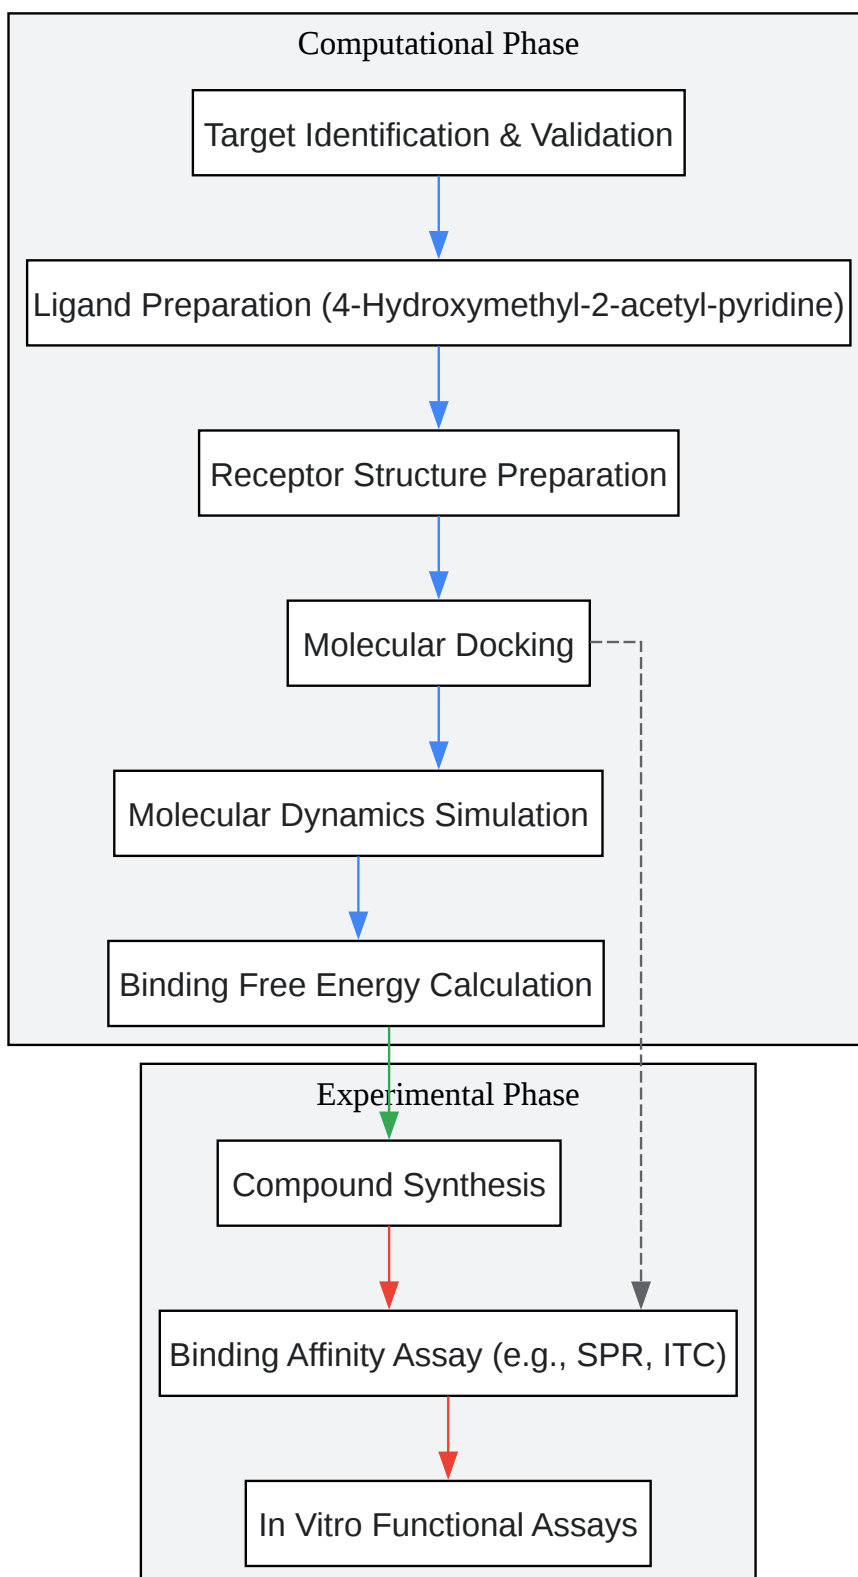 Computational Phase
Target Identification & Validation
Ligand Preparation (4-Hydroxymethyl-2-acetyl-pyridine)
Receptor Structure Preparation
Molecular Docking
Molecular Dynamics Simulation
Binding Free Energy Calculation
Experimental Phase
Compound Synthesis
Binding Affinity Assay (e.g., SPR, ITC)
In Vitro Functional Assays